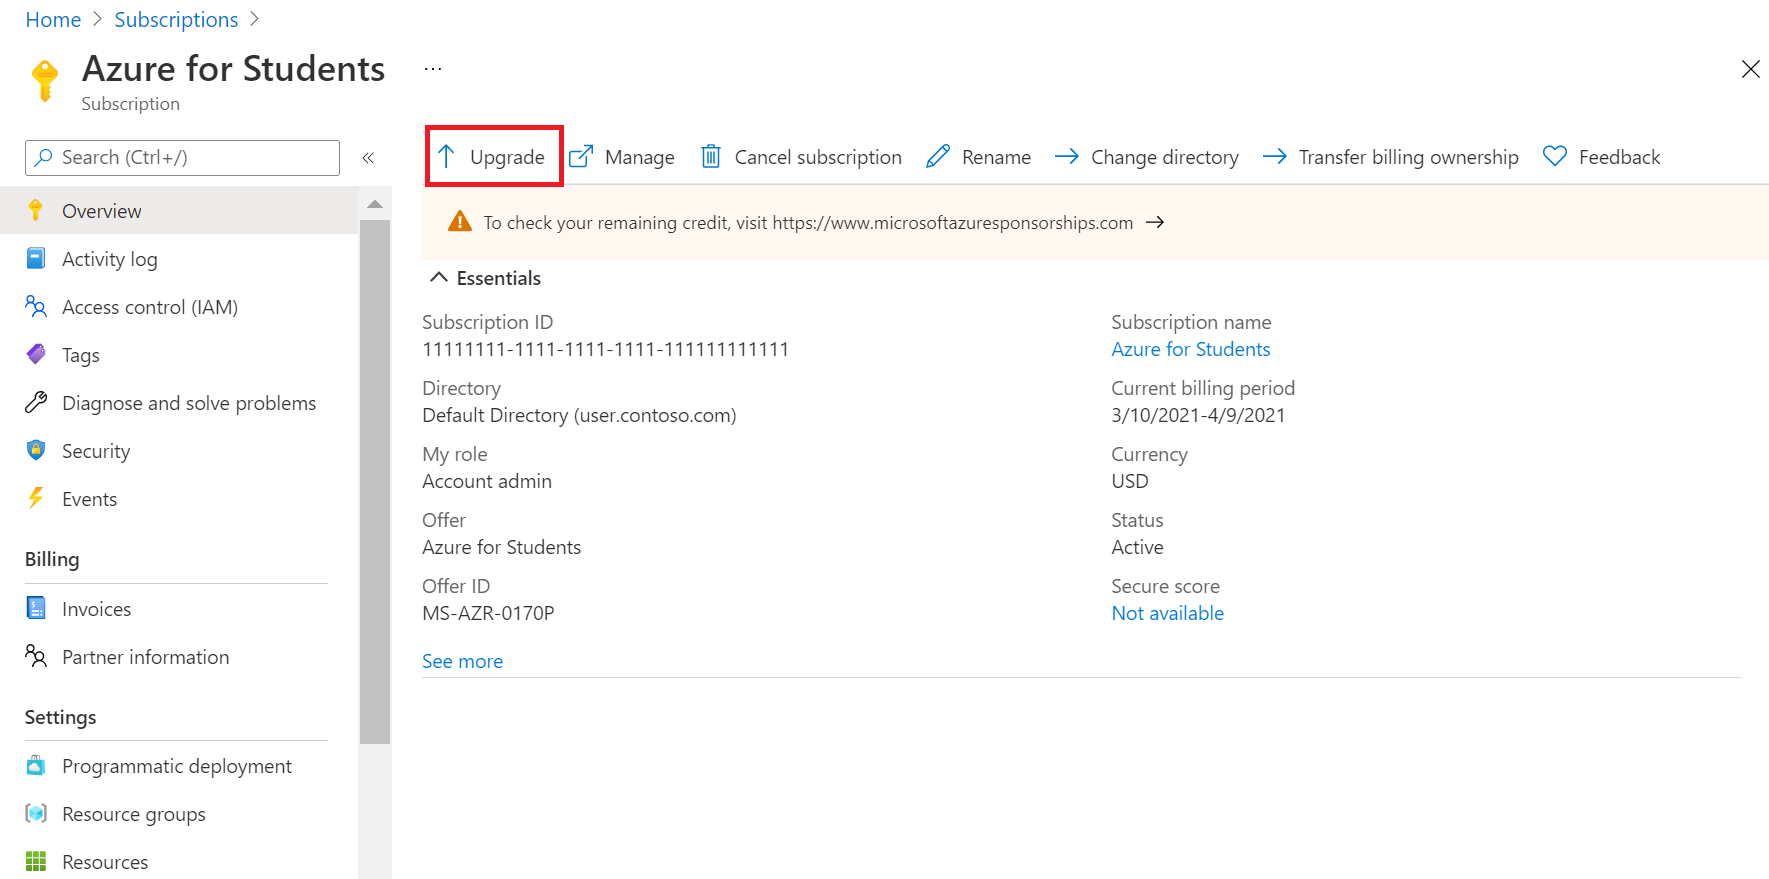 Home > Subscriptions >
Azure for Students ...
Subscription
Search (Ctrl+/) «
Overview
Activity log
Access control (IAM)
Tags
Diagnose and solve problems
Security
Events
Billing
Invoices
Partner information
Settings
Programmatic deployment
Resource groups
Resources
Upgrade Manage Cancel subscription Rename Change directory Transfer billing ownership Feedback
To check your remaining credit, visit https://www.microsoftazuresponsorships.com →
Essentials
Subscription ID
11111111-1111-1111-1111-111111111111
Directory
Default Directory (user.contoso.com)
My role
Account admin
Offer
Azure for Students
Offer ID
MS-AZR-0170P
See more
Subscription name
Azure for Students
Current billing period
3/10/2021-4/9/2021
Currency
USD
Status
Active
Secure score
Not available